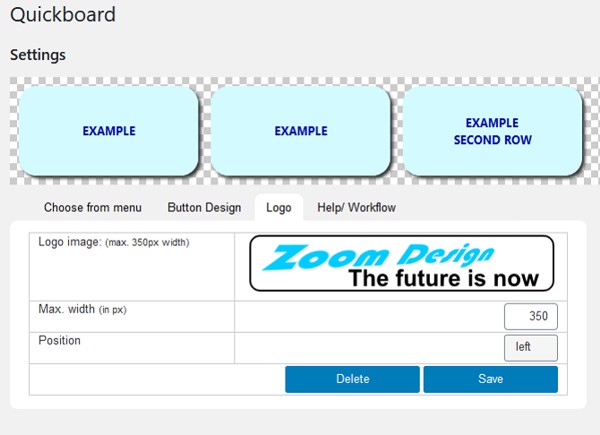 Quickboard
Settings
EXAMPLE
EXAMPLE
EXAMPLE
SECOND ROW
Choose from menu
Button Design
Logo
Help/ Workflow
Logo image: (max. 350px width)
Zoom Design
The future is now
Max. width (in px)
350
Position
left
Delete
Save